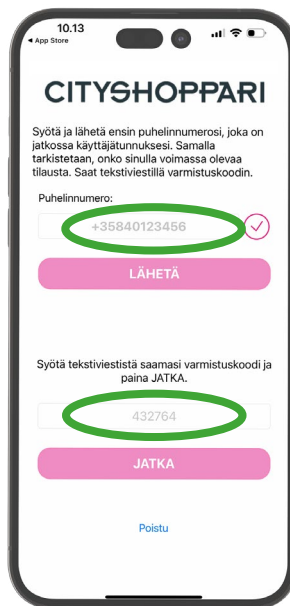 10.13
◀ App Store
CITYSHOPPARI
Syötä ja lähetä ensin puhelinnumerosi, joka on
jatkossa käyttäjätunnuksesi. Samalla
tarkistetaan, onko sinulla voimassa olevaa
tilausta. Saat tekstiviestillä varmistuskoodin.
Puhelinnumero:
+35840123456
LÄHETÄ
Syötä tekstiviestistä saamasi varmistuskoodi ja
paina JATKA.
432764
JATKA
Poistu